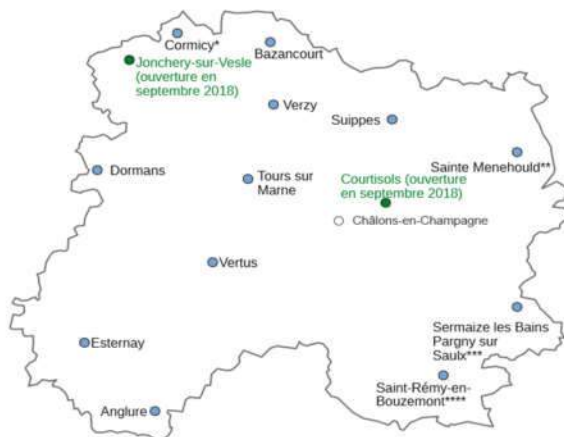 Cormicy*
Bazancourt
Jonchery-sur-Vesle
(ouverture en
septembre 2018)
Verzy
Suippes
Sainte Menehould**
Dormans
Tours sur
Marne
Courtisols (ouverture
en septembre 2018)
Châlons-en-Champagne
Vertus
Sermaize les Bains
Pargny sur
Saulx***
Esternay
Saint-Rémy-en-
Bouzemont****
Anglure